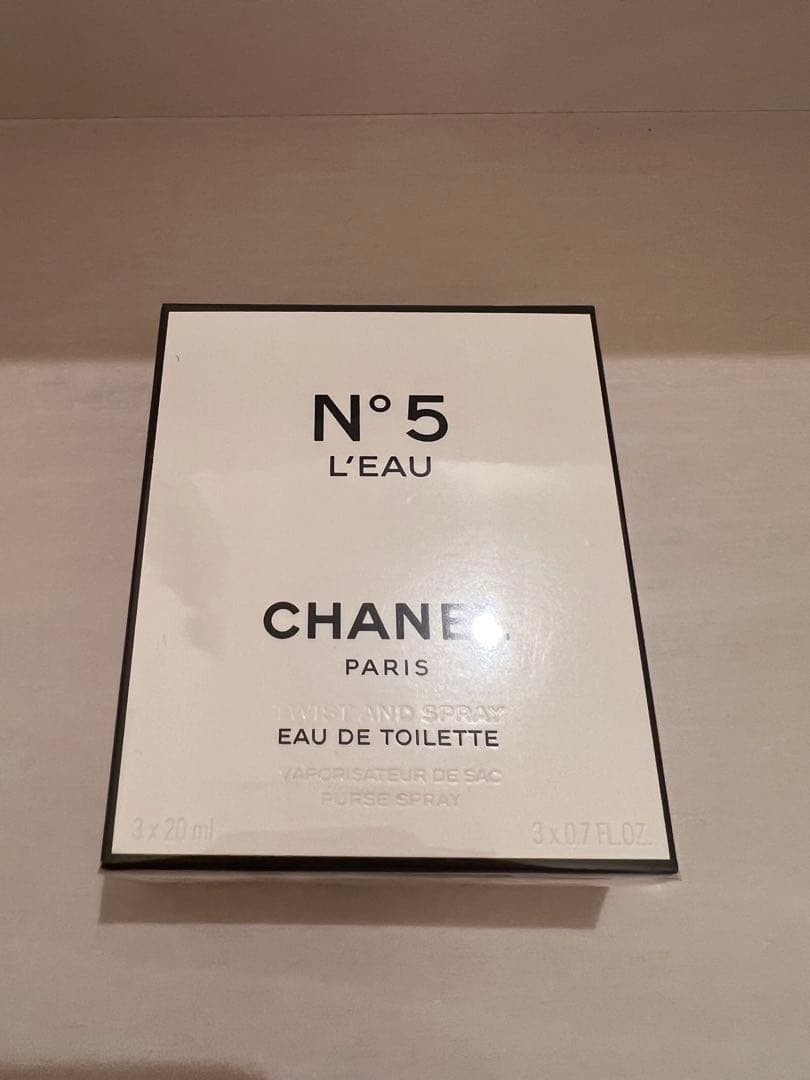 N°5
L'EAU
CHANEL
PARIS
TWIST AND SPRAY
EAU DE TOILETTE
VAPORISATEUR DE SAC
PURSE SPRAY
3 x 20 ml
3 x 0.7 FL.OZ.